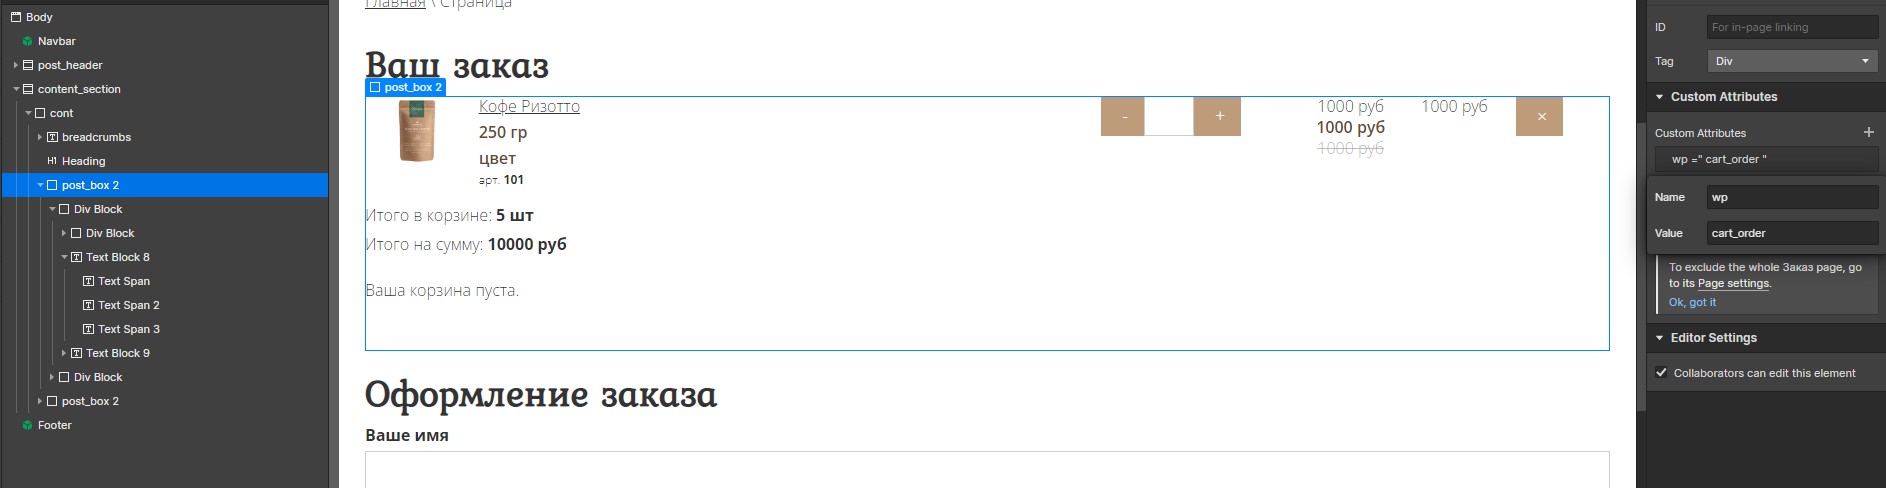 Body
Navbar
post_header
content_section
cont
breadcrumbs
H1 Heading
post_box 2
Div Block
Div Block
Text Block 8
Text Span
Text Span 2
Text Span 3
Text Block 9
Div Block
post_box 2
Footer
Главная \ Страница
Ваш заказ
post_box 2
Кофе Ризотто
250 гр
цвет
арт. 101
-
+
1000 руб
1000 руб
1000 руб
1000 руб
×
Итого в корзине: 5 шт
Итого на сумму: 10000 руб
Ваша корзина пуста.
Оформление заказа
Ваше имя
ID For in-page linking
Tag Div
Custom Attributes
Custom Attributes +
wp =" cart_order "
Name wp
Value cart_order
To exclude the whole Заказ page, go
to its Page settings.
Ok, got it
Editor Settings
Collaborators can edit this element